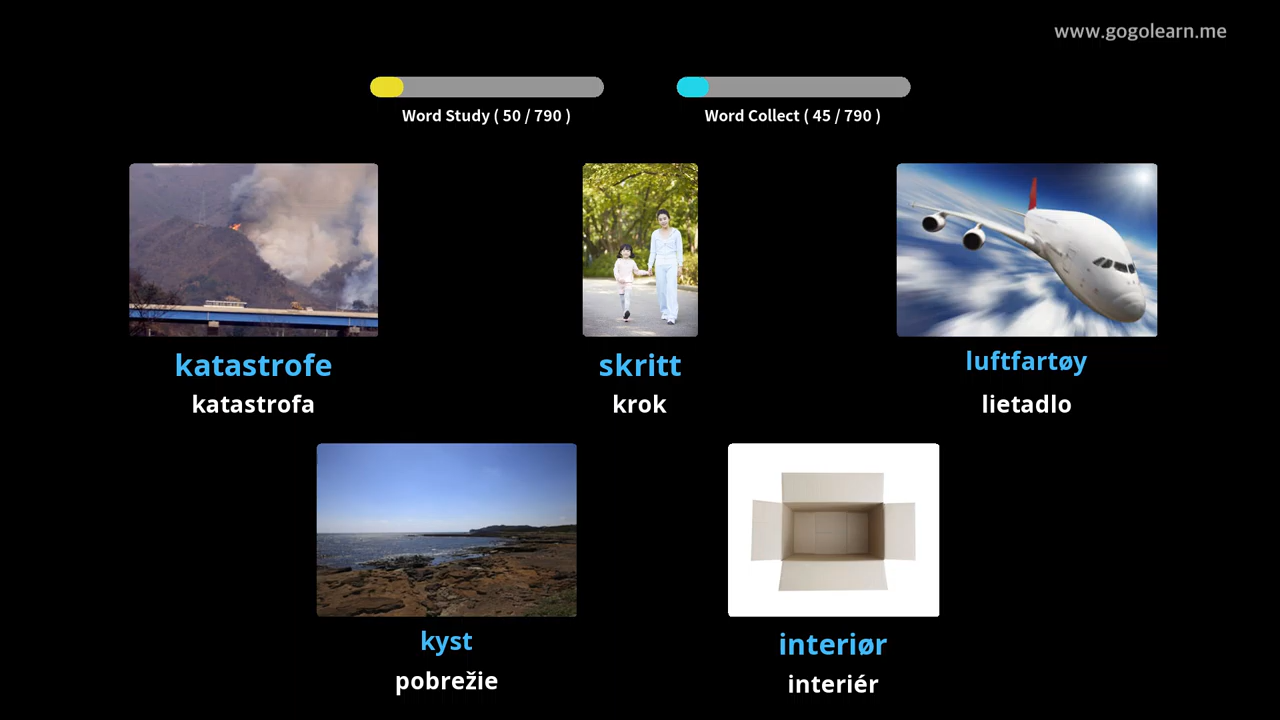 www.gogolearn.me
Word Study ( 50 / 790 )
Word Collect ( 45 / 790 )
katastrofe
katastrofa
skritt
krok
luftfartøy
lietadlo
kyst
pobrežie
interiør
interiér